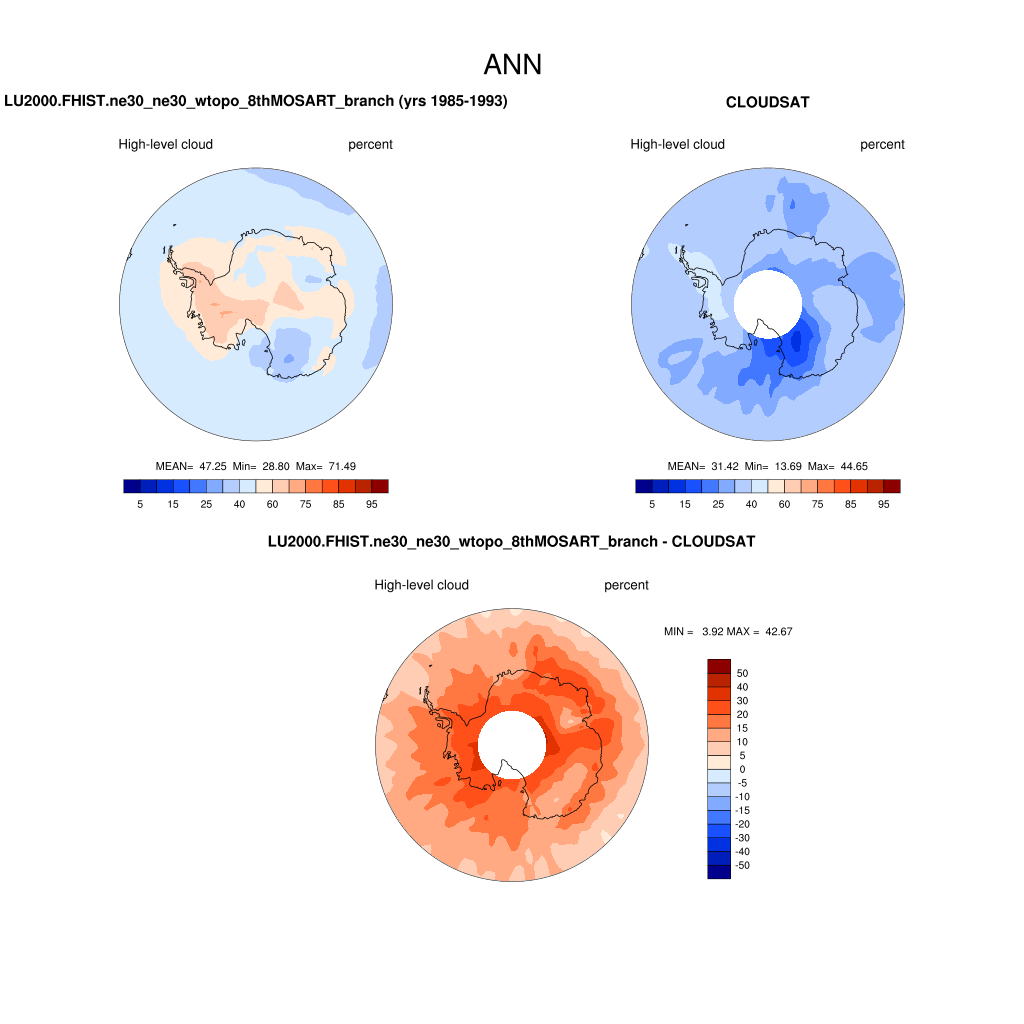 ANN
LU2000.FHIST.ne30_ne30_wtopo_8thMOSART_branch (yrs 1985-1993)
High-level cloud percent
MEAN= 47.25 Min= 28.80 Max= 71.49
5 15 25 40 60 75 85 95
CLOUDSAT
High-level cloud percent
MEAN= 31.42 Min= 13.69 Max= 44.65
5 15 25 40 60 75 85 95
LU2000.FHIST.ne30_ne30_wtopo_8thMOSART_branch - CLOUDSAT
High-level cloud percent
MIN = 3.92 MAX = 42.67
50
40
30
20
15
10
5
0
-5
-10
-15
-20
-30
-40
-50